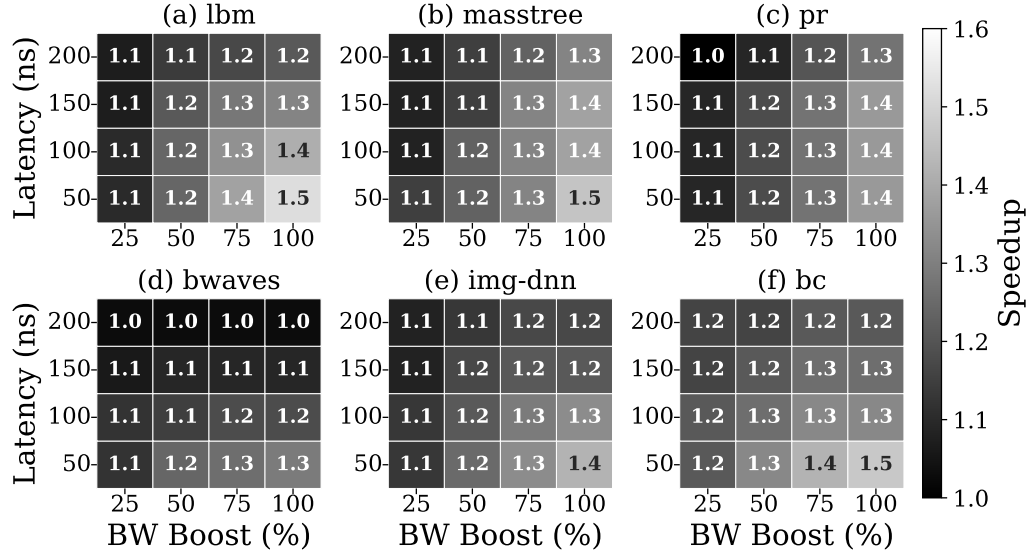 (a) lbm (b) masstree (c) pr
Latency (ns)
200 1.1 1.1 1.2 1.2 200 1.1 1.1 1.2 1.3 200 1.0 1.1 1.2 1.3
150 1.1 1.2 1.3 1.3 150 1.1 1.1 1.3 1.4 150 1.1 1.2 1.3 1.4
100 1.1 1.2 1.3 1.4 100 1.1 1.2 1.3 1.4 100 1.1 1.2 1.3 1.4
50 1.1 1.2 1.4 1.5 50 1.1 1.2 1.3 1.5 50 1.1 1.2 1.3 1.4
25 50 75 100 25 50 75 100 25 50 75 100
(d) bwaves (e) img-dnn (f) bc
Latency (ns)
200 1.0 1.0 1.0 1.0 200 1.1 1.1 1.2 1.2 200 1.2 1.2 1.2 1.2
150 1.1 1.1 1.1 1.1 150 1.1 1.2 1.2 1.2 150 1.2 1.2 1.3 1.3
100 1.1 1.1 1.2 1.2 100 1.1 1.2 1.3 1.3 100 1.2 1.3 1.3 1.3
50 1.1 1.2 1.3 1.3 50 1.1 1.2 1.3 1.4 50 1.2 1.3 1.4 1.5
25 50 75 100 25 50 75 100 25 50 75 100
BW Boost (%) BW Boost (%) BW Boost (%)
1.6
1.5
1.4
1.3
1.2
1.1
1.0
Speedup